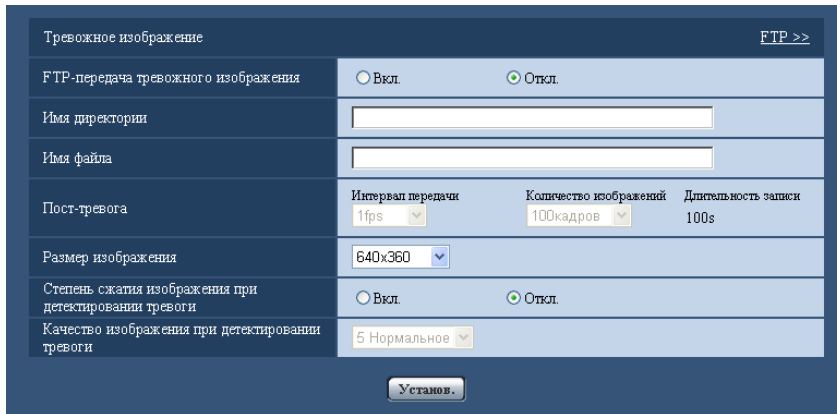 Тревожное изображение FTP >>
FTP-передача тревожного изображения Вкл. Откл.
Имя директории
Имя файла
Интервал передачи Количество изображений Длительность записи
Пост-тревога 1fps 100кадров 100s
Размер изображения 640x360
Степень сжатия изображения при
детектировании тревоги Вкл. Откл.
Качество изображения при детектировании
тревоги 5 Нормальное
Установ.